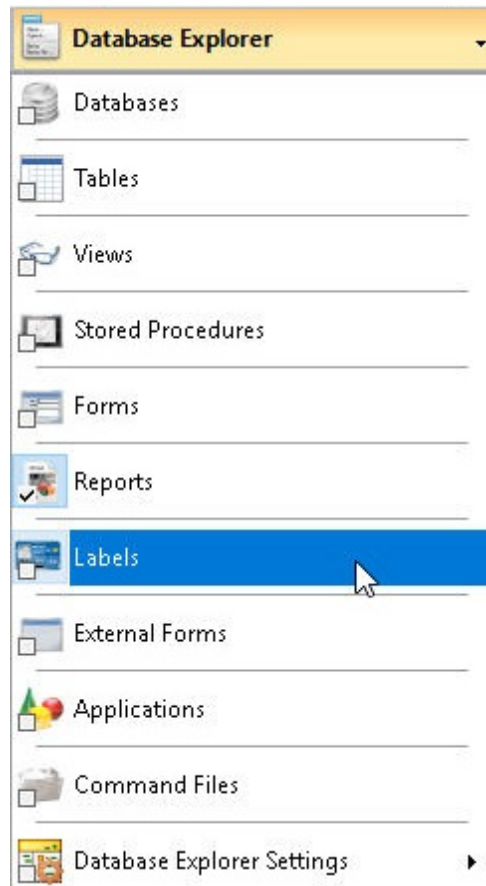 Database Explorer
Databases
Tables
Views
Stored Procedures
Forms
Reports
Labels
External Forms
Applications
Command Files
Database Explorer Settings